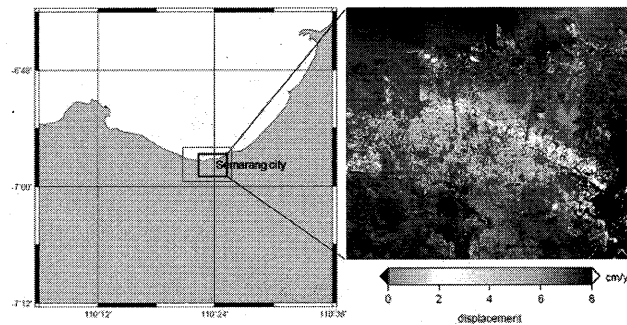 -6°48'
Semarang city
-7°00'
-7°12'
110°12'
110°24'
110°36'
cm/y
0 2 4 6 8
displacement